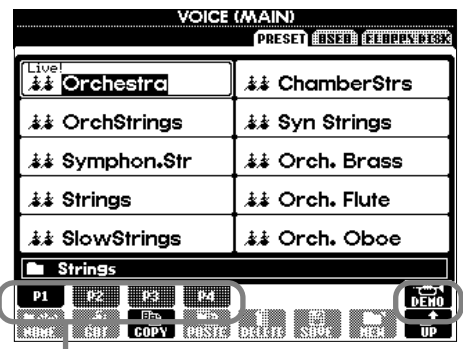 VOICE (MAIN)
PRESET USER FLOPPY DISK
Live!
Orchestra
ChamberStrs
OrchStrings
Syn Strings
Symphon.Str
Orch. Brass
Strings
Orch. Flute
SlowStrings
Orch. Oboe
Strings
P1 P2 P3 P4
DEMO
NAME CUT COPY PASTE DELETE SAVE NEW UP